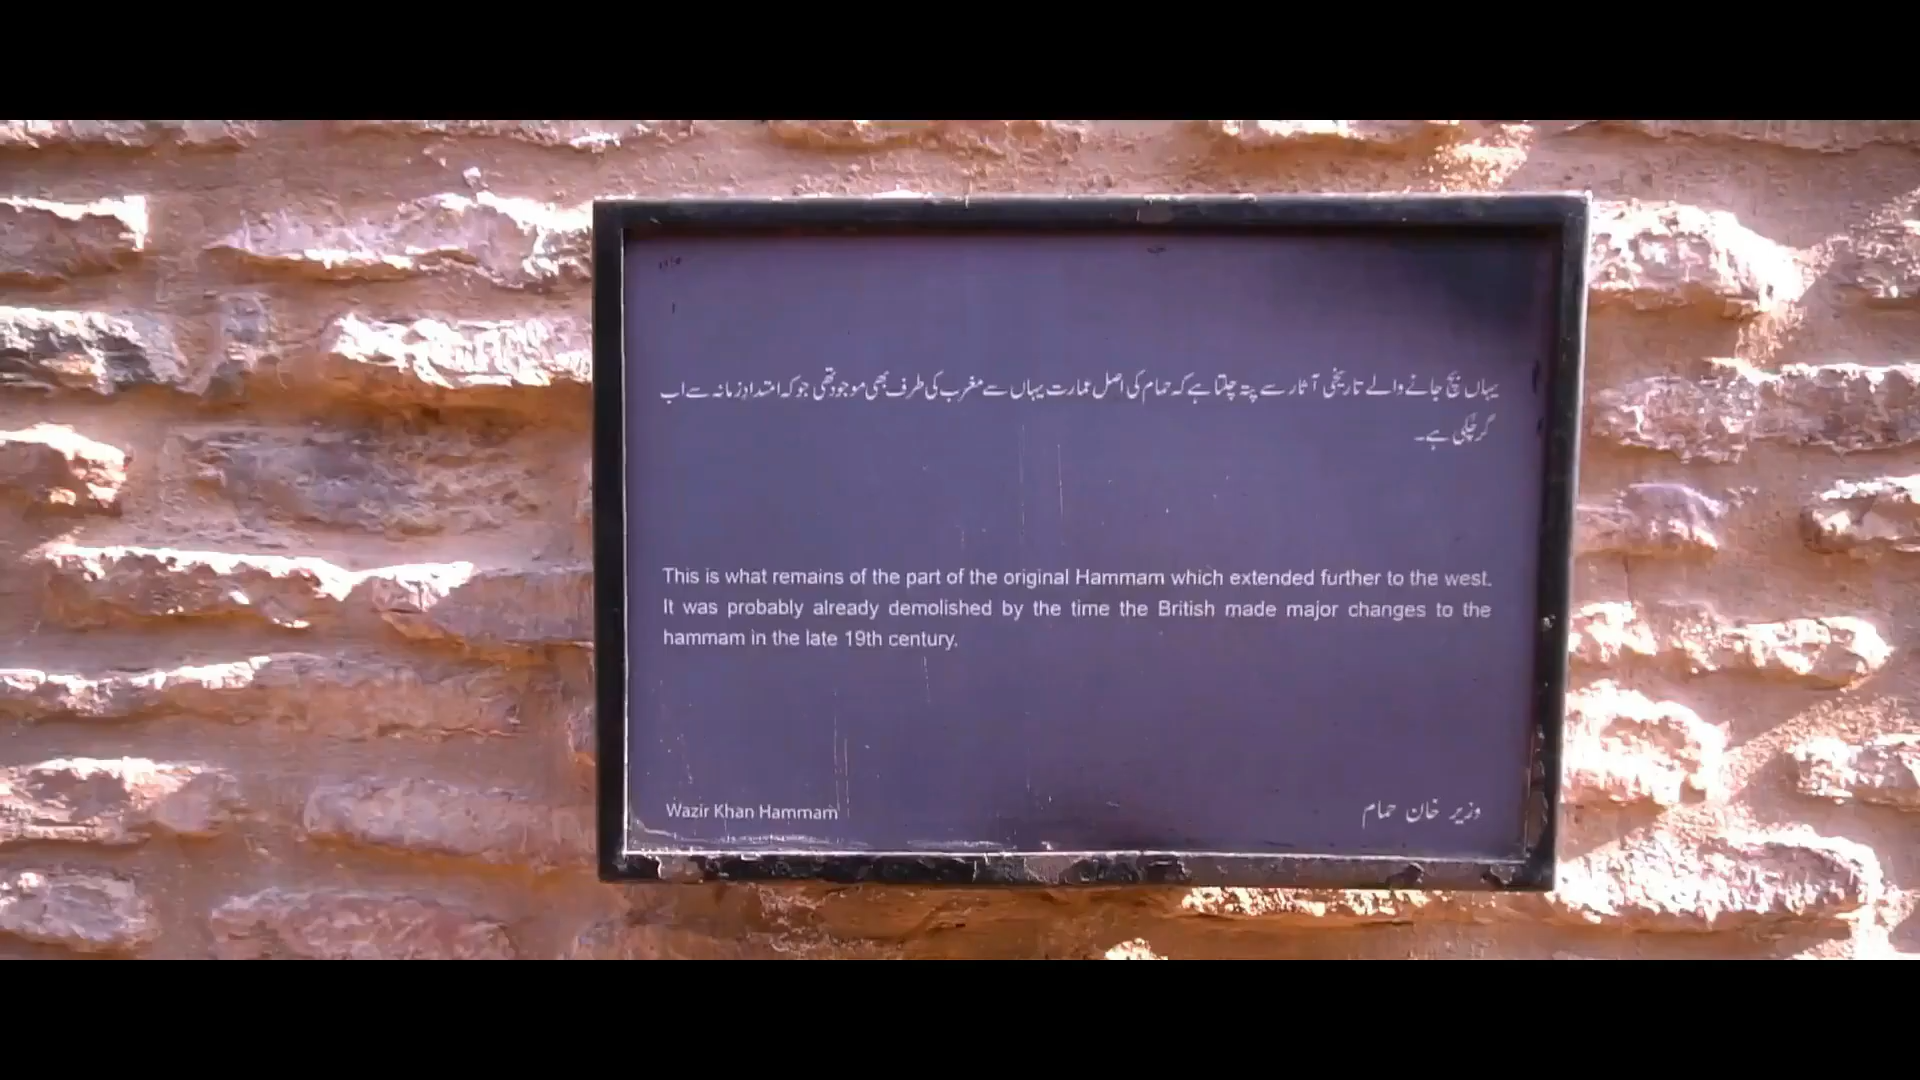 یہاں بچ جانے والے تاریخی آثار سے پتہ چلتا ہے کہ حمام کی اصل عمارت یہاں سے مغرب کی طرف بھی موجود تھی جو کہ امتدادِ زمانہ سے اب
گر چکی ہے۔
This is what remains of the part of the original Hammam which extended further to the west.
It was probably already demolished by the time the British made major changes to the
hammam in the late 19th century.
Wazir Khan Hammam
وزیر خان حمام